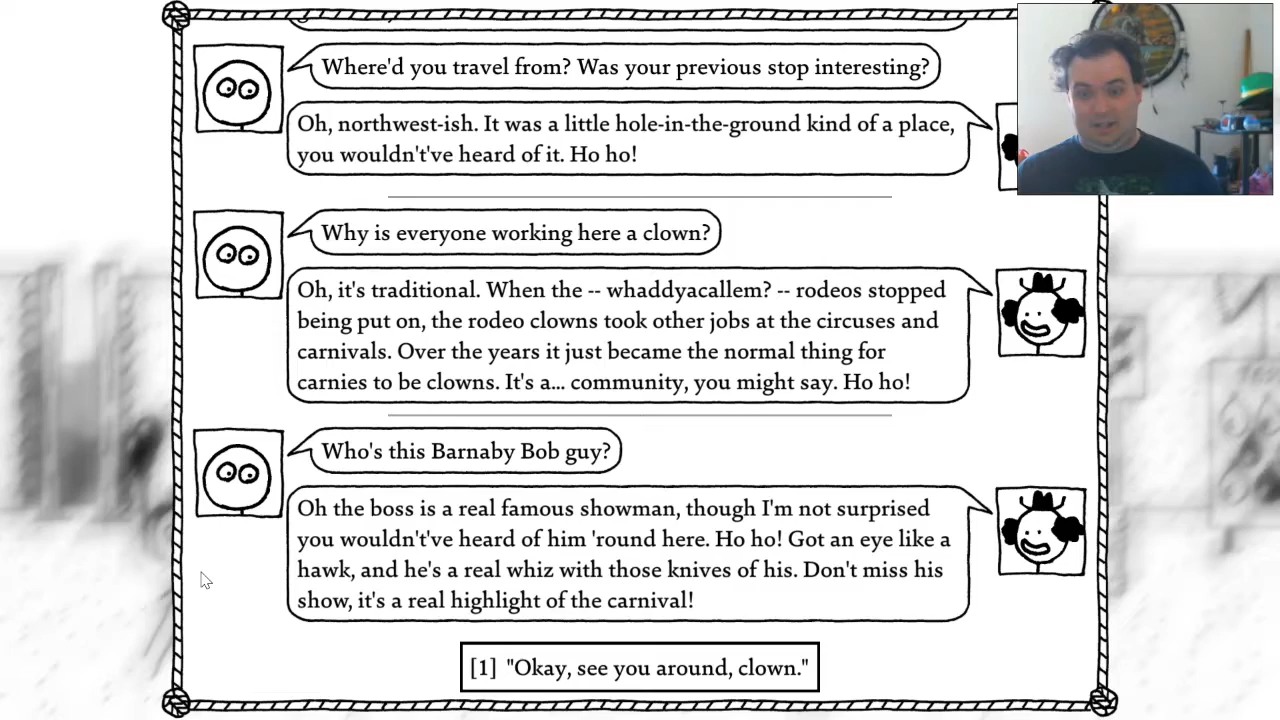 Where'd you travel from? Was your previous stop interesting?
Oh, northwest-ish. It was a little hole-in-the-ground kind of a place,
you wouldn't've heard of it. Ho ho!
Why is everyone working here a clown?
Oh, it's traditional. When the -- whaddyacallem? -- rodeos stopped
being put on, the rodeo clowns took other jobs at the circuses and
carnivals. Over the years it just became the normal thing for
carnies to be clowns. It's a... community, you might say. Ho ho!
Who's this Barnaby Bob guy?
Oh the boss is a real famous showman, though I'm not surprised
you wouldn't've heard of him 'round here. Ho ho! Got an eye like a
hawk, and he's a real whiz with those knives of his. Don't miss his
show, it's a real highlight of the carnival!
[1] "Okay, see you around, clown."